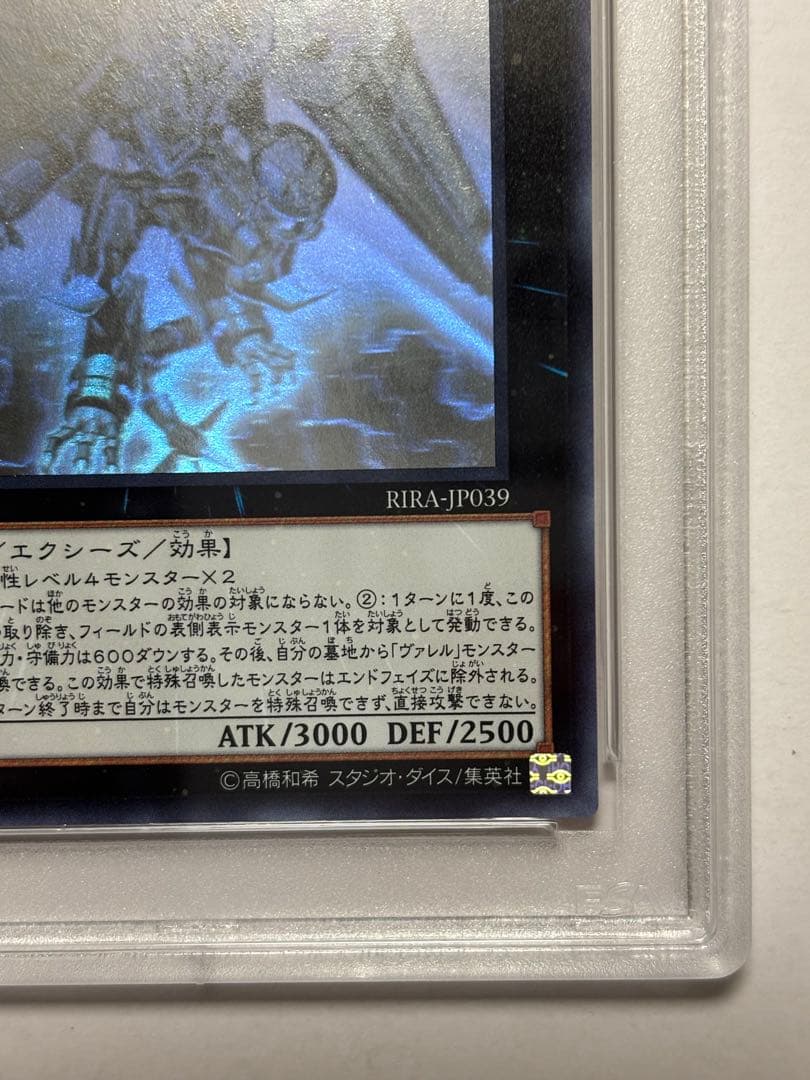 RIRA-JP039
／エクシーズ／効果】
性レベル４モンスター×２
ードは他のモンスターの効果の対象にならない。②：１ターンに１度、この
取り除き、フィールドの表側表示モンスター１体を対象として発動できる。
力・守備力は６００ダウンする。その後、自分の墓地から「ヴァレル」モンスター
喚できる。この効果で特殊召喚したモンスターはエンドフェイズに除外される。
ターン終了時まで自分はモンスターを特殊召喚できず、直接攻撃できない。
ATK/3000 DEF/2500
©高橋和希 スタジオ・ダイス/集英社